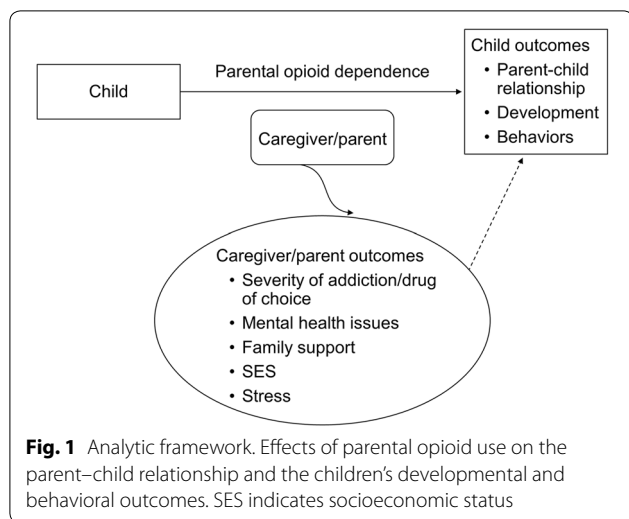 Child
Parental opioid dependence
Child outcomes
• Parent-child
relationship
• Development
• Behaviors
Caregiver/parent
Caregiver/parent outcomes
• Severity of addiction/drug
of choice
• Mental health issues
• Family support
• SES
• Stress
Fig. 1 Analytic framework. Effects of parental opioid use on the
parent–child relationship and the children's developmental and
behavioral outcomes. SES indicates socioeconomic status